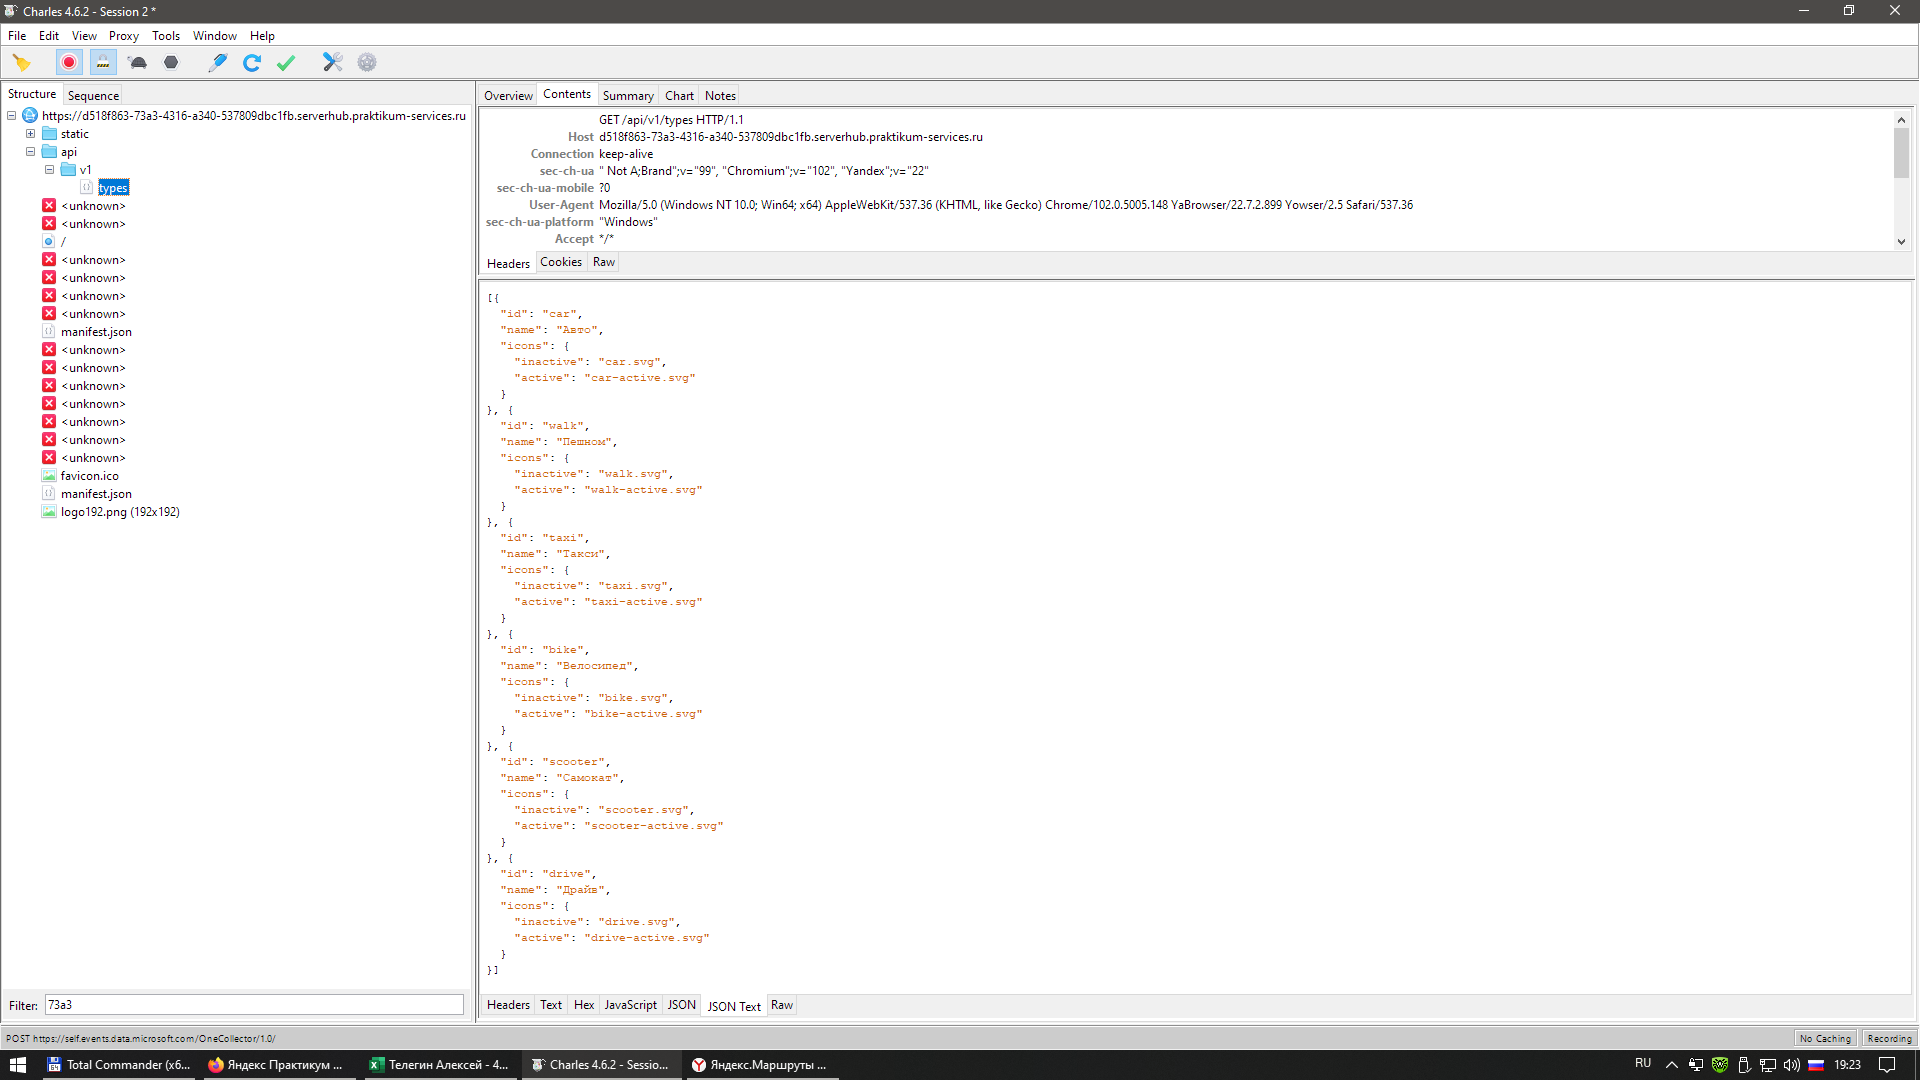 Charles 4.6.2 - Session 2 *
File Edit View Proxy Tools Window Help
Structure Sequence
https://d518f863-73a3-4316-a340-537809dbc1fb.serverhub.praktikum-services.ru
static
api
v1
types
<unknown>
<unknown>
/
<unknown>
<unknown>
<unknown>
<unknown>
manifest.json
<unknown>
<unknown>
<unknown>
<unknown>
<unknown>
<unknown>
<unknown>
favicon.ico
manifest.json
logo192.png (192x192)
Filter: 73a3
Overview Contents Summary Chart Notes
GET /api/v1/types HTTP/1.1
Host d518f863-73a3-4316-a340-537809dbc1fb.serverhub.praktikum-services.ru
Connection keep-alive
sec-ch-ua " Not A;Brand";v="99", "Chromium";v="102", "Yandex";v="22"
sec-ch-ua-mobile ?0
User-Agent Mozilla/5.0 (Windows NT 10.0; Win64; x64) AppleWebKit/537.36 (KHTML, like Gecko) Chrome/102.0.5005.148 YaBrowser/22.7.2.899 Yowser/2.5 Safari/537.36
sec-ch-ua-platform "Windows"
Accept */*
Headers Cookies Raw
[{
"id": "car",
"name": "Авто",
"icons": {
"inactive": "car.svg",
"active": "car-active.svg"
}
}, {
"id": "walk",
"name": "Пешном",
"icons": {
"inactive": "walk.svg",
"active": "walk-active.svg"
}
}, {
"id": "taxi",
"name": "Такси",
"icons": {
"inactive": "taxi.svg",
"active": "taxi-active.svg"
}
}, {
"id": "bike",
"name": "Велосипед",
"icons": {
"inactive": "bike.svg",
"active": "bike-active.svg"
}
}, {
"id": "scooter",
"name": "Самокат",
"icons": {
"inactive": "scooter.svg",
"active": "scooter-active.svg"
}
}, {
"id": "drive",
"name": "Драйв",
"icons": {
"inactive": "drive.svg",
"active": "drive-active.svg"
}
}]
Headers Text Hex JavaScript JSON JSON Text Raw
POST https://self.events.data.microsoft.com/OneCollector/1.0/
No Caching Recording
Total Commander (x6... Яндекс Практикум ... Телегин Алексей - 4... Charles 4.6.2 - Sessio... Яндекс.Маршруты ... RU 19:23